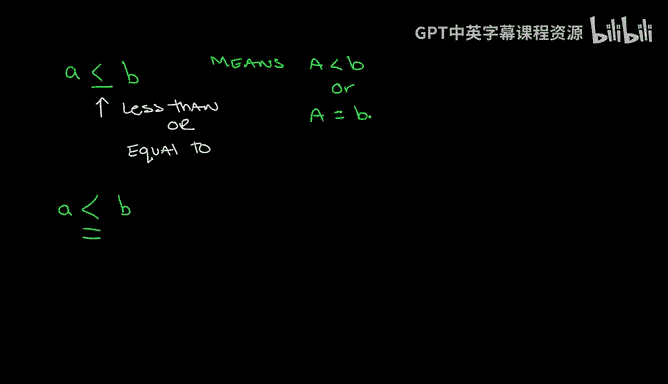 GPT中英字幕课程资源 bilibili
a ≤ b MEANS A < b
or
A = b.
↑ Less than
OR
Equal to
a ≦ b